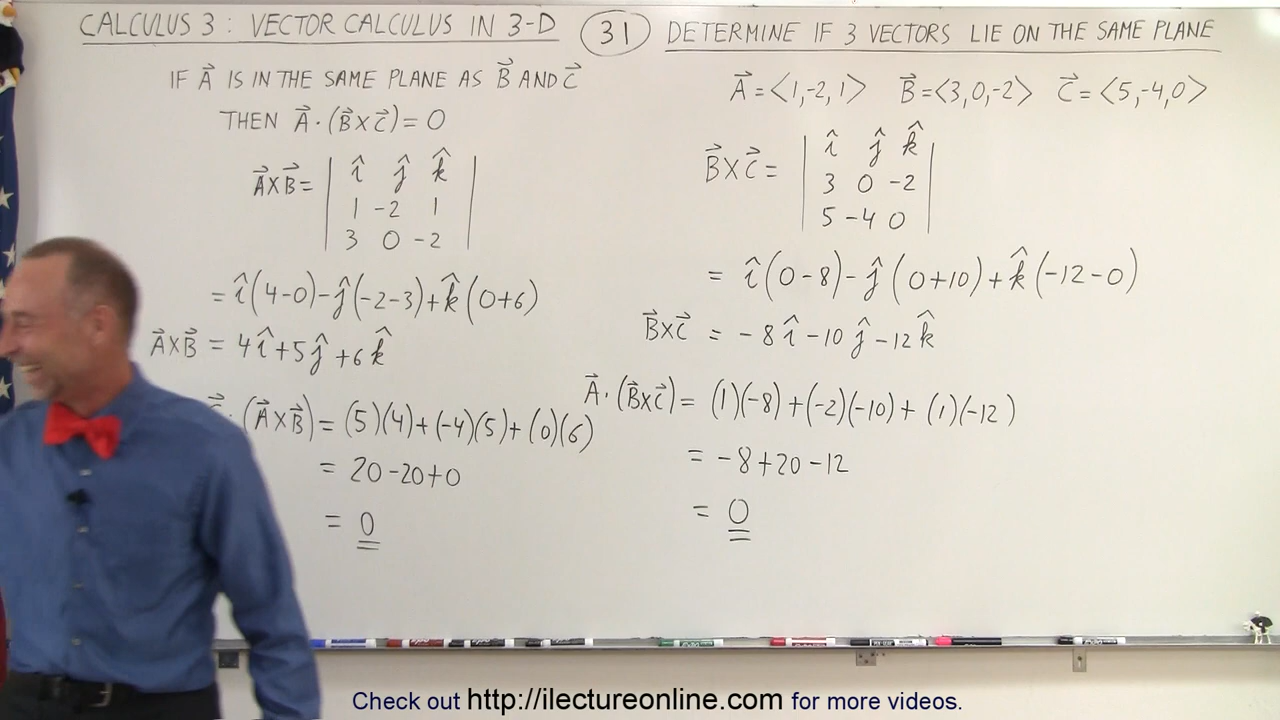 CALCULUS 3: VECTOR CALCULUS IN 3-D 31 DETERMINE IF 3 VECTORS LIE ON THE SAME PLANE
IF A⃗ IS IN THE SAME PLANE AS B⃗ AND C⃗
THEN A⃗·(B⃗×C⃗)=0
A⃗×B⃗= | î ĵ k̂ |
1 -2 1
3 0 -2
= î(4-0)-ĵ(-2-3)+k̂(0+6)
A⃗×B⃗ = 4î+5ĵ+6k̂
·(A⃗×B⃗)=(5)(4)+(-4)(5)+(0)(6)
= 20-20+0
= 0
A⃗=<1,-2,1> B⃗=<3,0,-2> C⃗=<5,-4,0>
B⃗×C⃗= | î ĵ k̂ |
3 0 -2
5 -4 0
= î(0-8)-ĵ(0+10)+k̂(-12-0)
B⃗×C⃗ = -8î-10ĵ-12k̂
A⃗·(B⃗×C⃗)= (1)(-8)+(-2)(-10)+(1)(-12)
= -8+20-12
= 0
Check out http://ilectureonline.com for more videos.